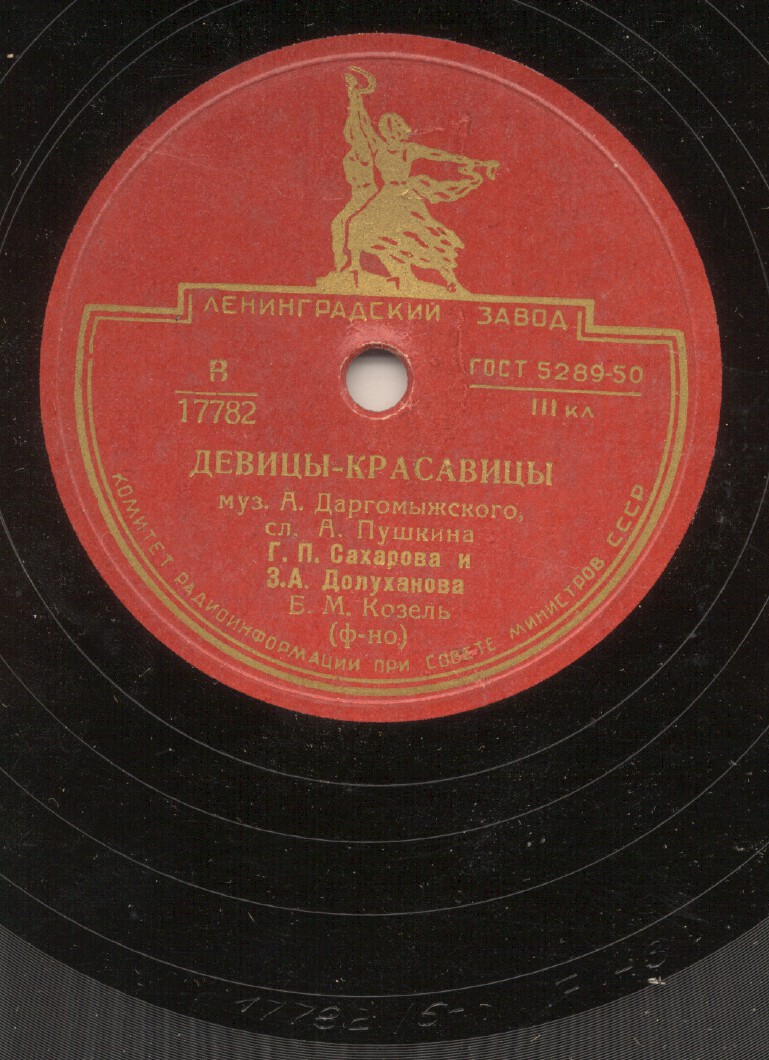 ЛЕНИНГРАДСКИЙ ЗАВОД
В
17782
ГОСТ 5289-50
III КЛ
ДЕВИЦЫ-КРАСАВИЦЫ
муз. А. Даргомыжского,
сл. А. Пушкина
Г. П. Сахарова и
З.А. Долуханова
Б. М. Козель
(ф-но)
КОМИТЕТ РАДИОИНФОРМАЦИИ ПРИ СОВЕТЕ МИНИСТРОВ СССР
17782